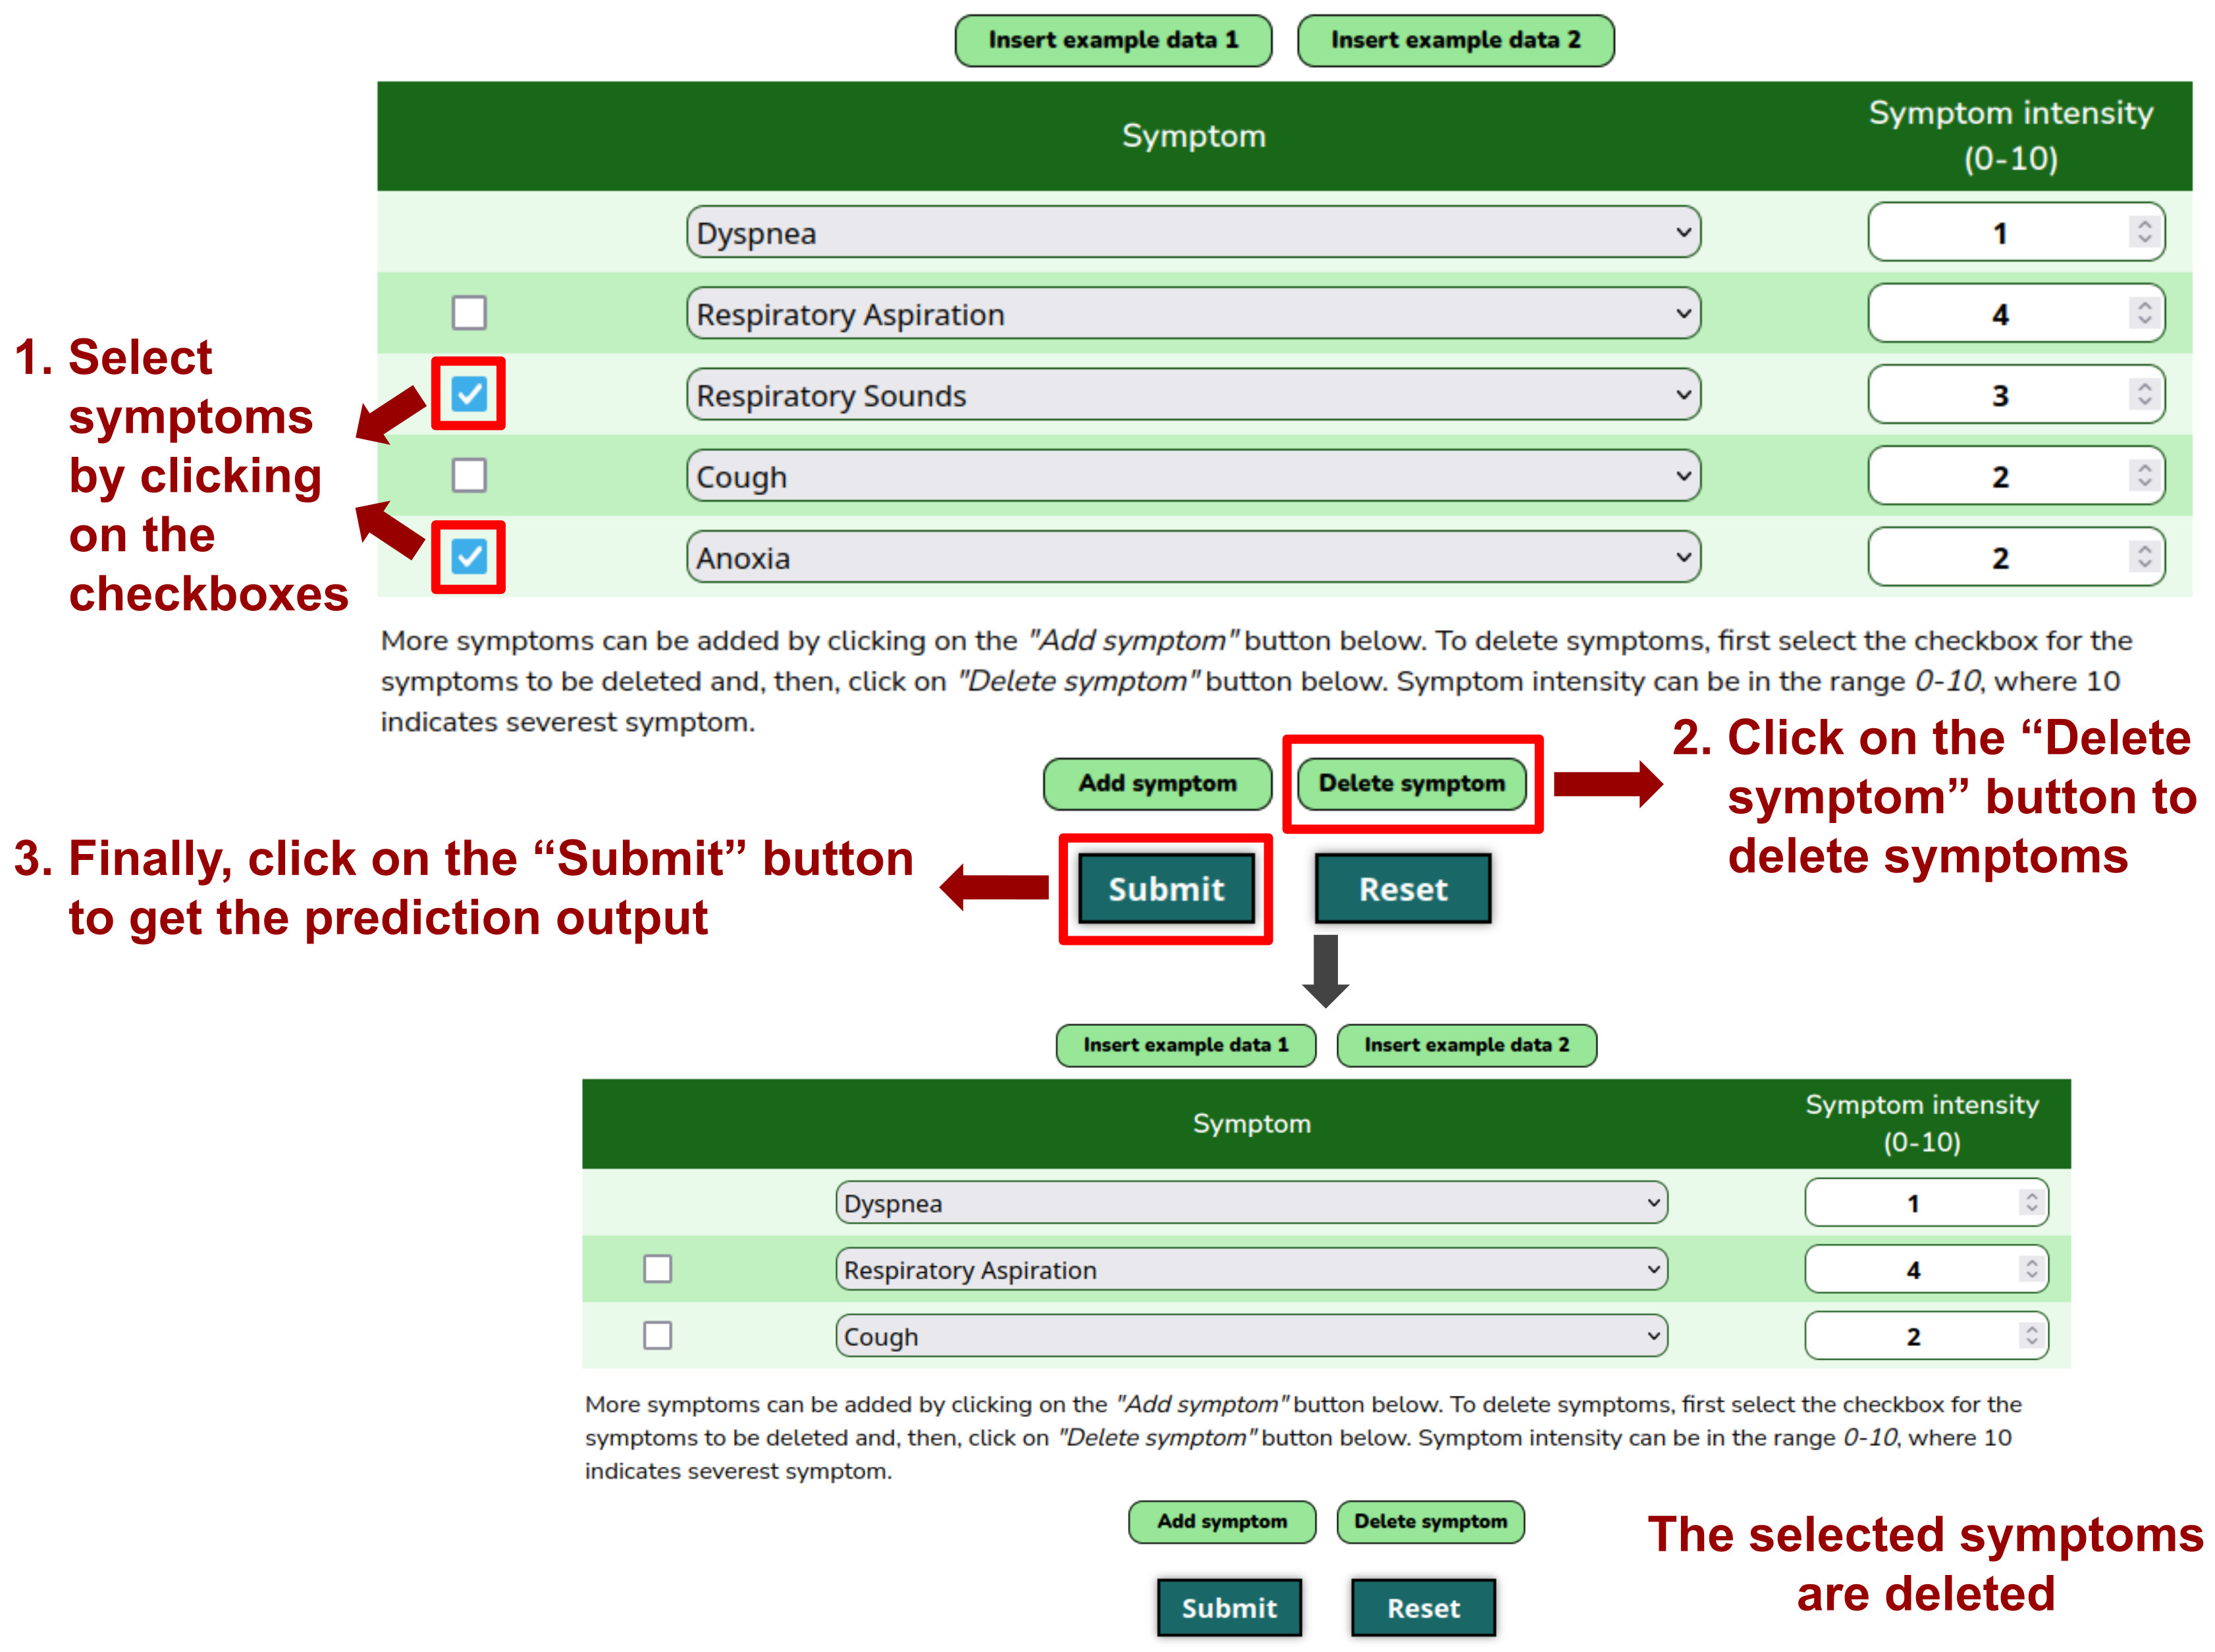 Insert example data 1
Insert example data 2
Symptom
Symptom intensity
(0-10)
Dyspnea
1
Respiratory Aspiration
4
Respiratory Sounds
3
Cough
2
Anoxia
2
1. Select
symptoms
by clicking
on the
checkboxes
More symptoms can be added by clicking on the "Add symptom" button below. To delete symptoms, first select the checkbox for the
symptoms to be deleted and, then, click on "Delete symptom" button below. Symptom intensity can be in the range 0-10, where 10
indicates severest symptom.
Add symptom
Delete symptom
2. Click on the “Delete
symptom” button to
delete symptoms
3. Finally, click on the “Submit” button
to get the prediction output
Submit
Reset
Insert example data 1
Insert example data 2
Symptom
Symptom intensity
(0-10)
Dyspnea
1
Respiratory Aspiration
4
Cough
2
More symptoms can be added by clicking on the "Add symptom" button below. To delete symptoms, first select the checkbox for the
symptoms to be deleted and, then, click on "Delete symptom" button below. Symptom intensity can be in the range 0-10, where 10
indicates severest symptom.
Add symptom
Delete symptom
Submit
Reset
The selected symptoms
are deleted